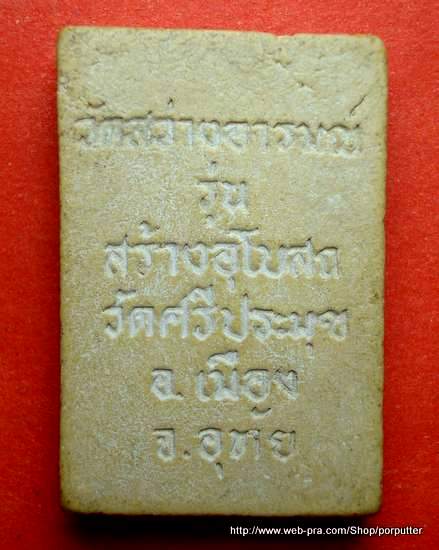 วัดสว่างอารมณ์
รุ่น
สร้างอุโบสถ
วัดศรีประมุข
อ.เมือง
จ.อุทัย
http://www.web-pra.com/Shop/porputter